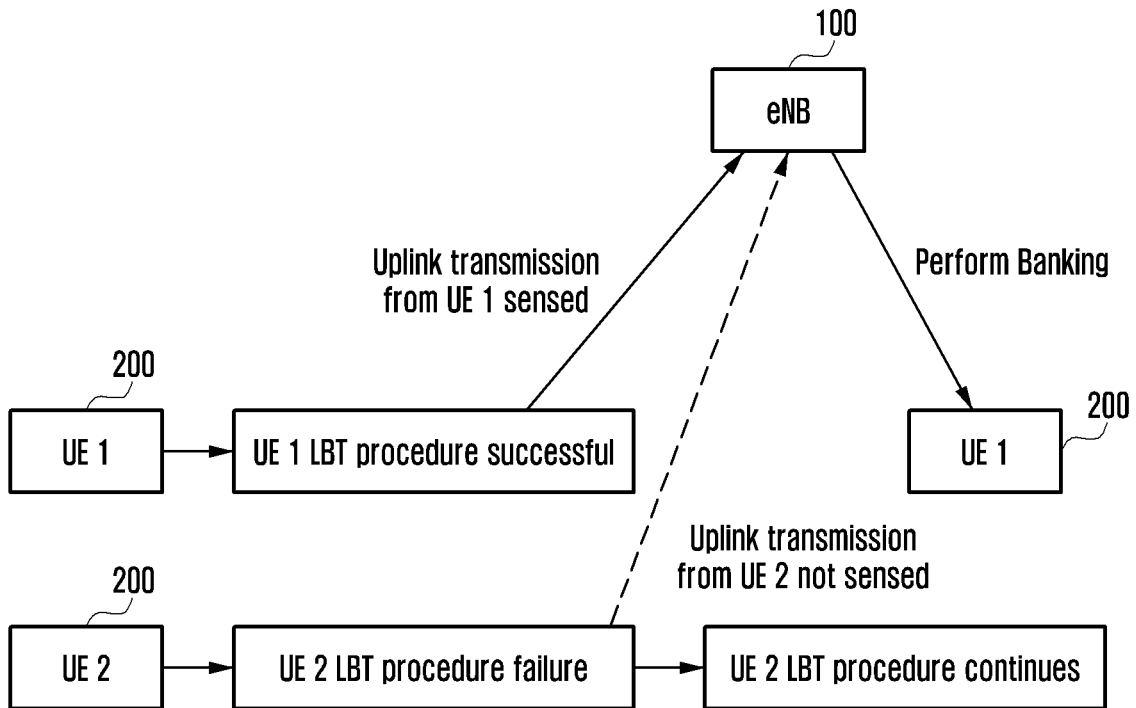 100
eNB
Uplink transmission
from UE 1 sensed
Perform Banking
200
200
UE 1
UE 1 LBT procedure successful
UE 1
Uplink transmission
from UE 2 not sensed
200
UE 2
UE 2 LBT procedure failure
UE 2 LBT procedure continues